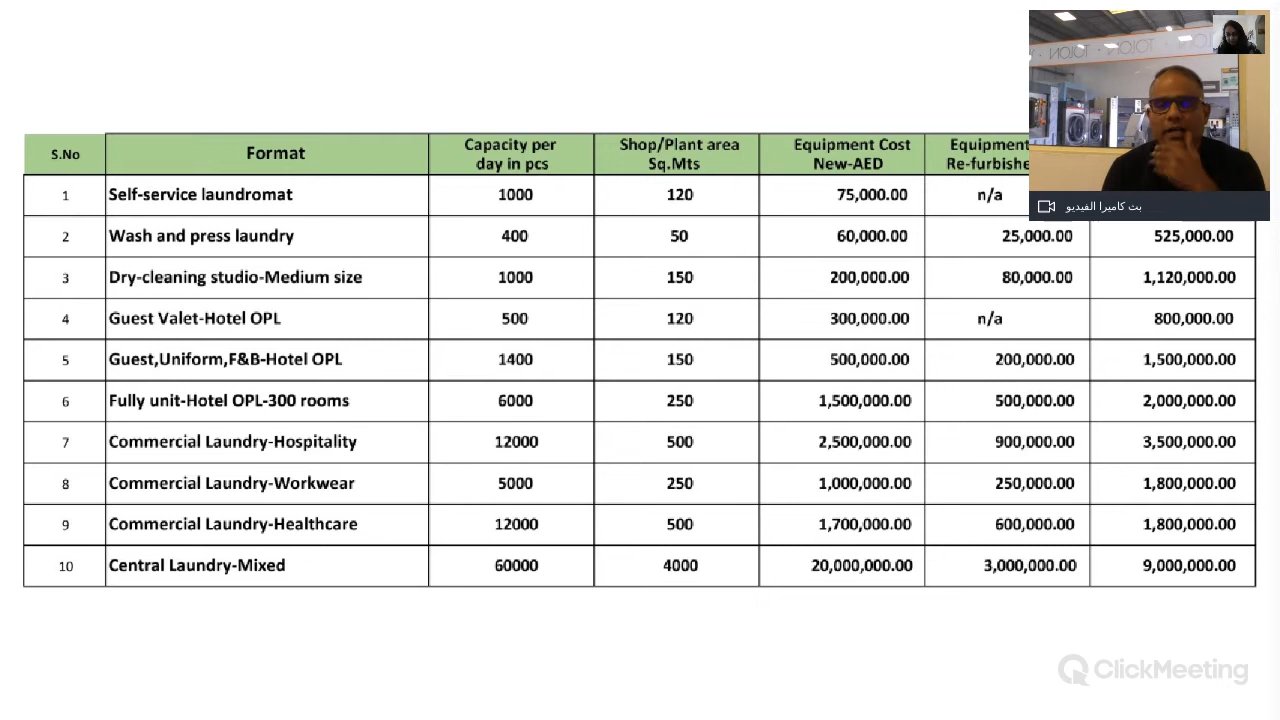 S.No Format Capacity per day in pcs Shop/Plant area Sq.Mts Equipment Cost New-AED Equipment Re-furbishe
1 Self-service laundromat 1000 120 75,000.00 n/a
2 Wash and press laundry 400 50 60,000.00 25,000.00 525,000.00
3 Dry-cleaning studio-Medium size 1000 150 200,000.00 80,000.00 1,120,000.00
4 Guest Valet-Hotel OPL 500 120 300,000.00 n/a 800,000.00
5 Guest,Uniform,F&B-Hotel OPL 1400 150 500,000.00 200,000.00 1,500,000.00
6 Fully unit-Hotel OPL-300 rooms 6000 250 1,500,000.00 500,000.00 2,000,000.00
7 Commercial Laundry-Hospitality 12000 500 2,500,000.00 900,000.00 3,500,000.00
8 Commercial Laundry-Workwear 5000 250 1,000,000.00 250,000.00 1,800,000.00
9 Commercial Laundry-Healthcare 12000 500 1,700,000.00 600,000.00 1,800,000.00
10 Central Laundry-Mixed 60000 4000 20,000,000.00 3,000,000.00 9,000,000.00
TOLON
بث كاميرا الفيديو
ClickMeeting